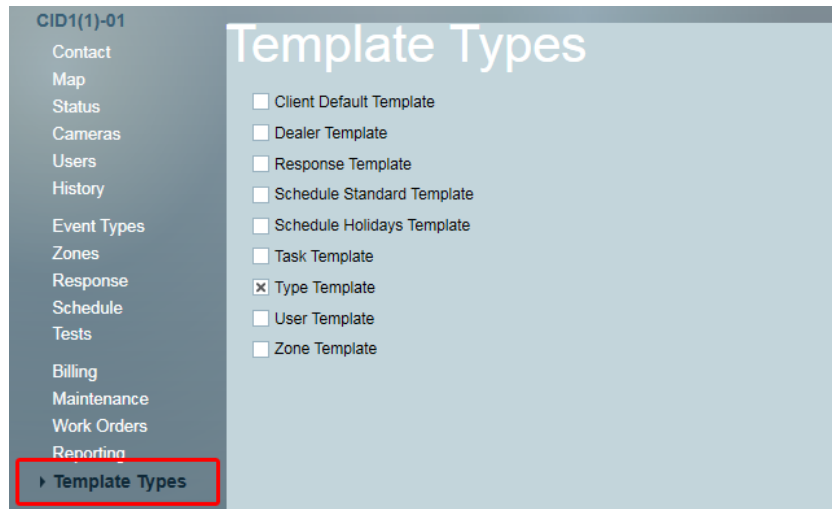 CID1(1)-01
Contact
Map
Status
Cameras
Users
History
Event Types
Zones
Response
Schedule
Tests
Billing
Maintenance
Work Orders
Reporting
Template Types
Template Types
Client Default Template
Dealer Template
Response Template
Schedule Standard Template
Schedule Holidays Template
Task Template
Type Template
User Template
Zone Template